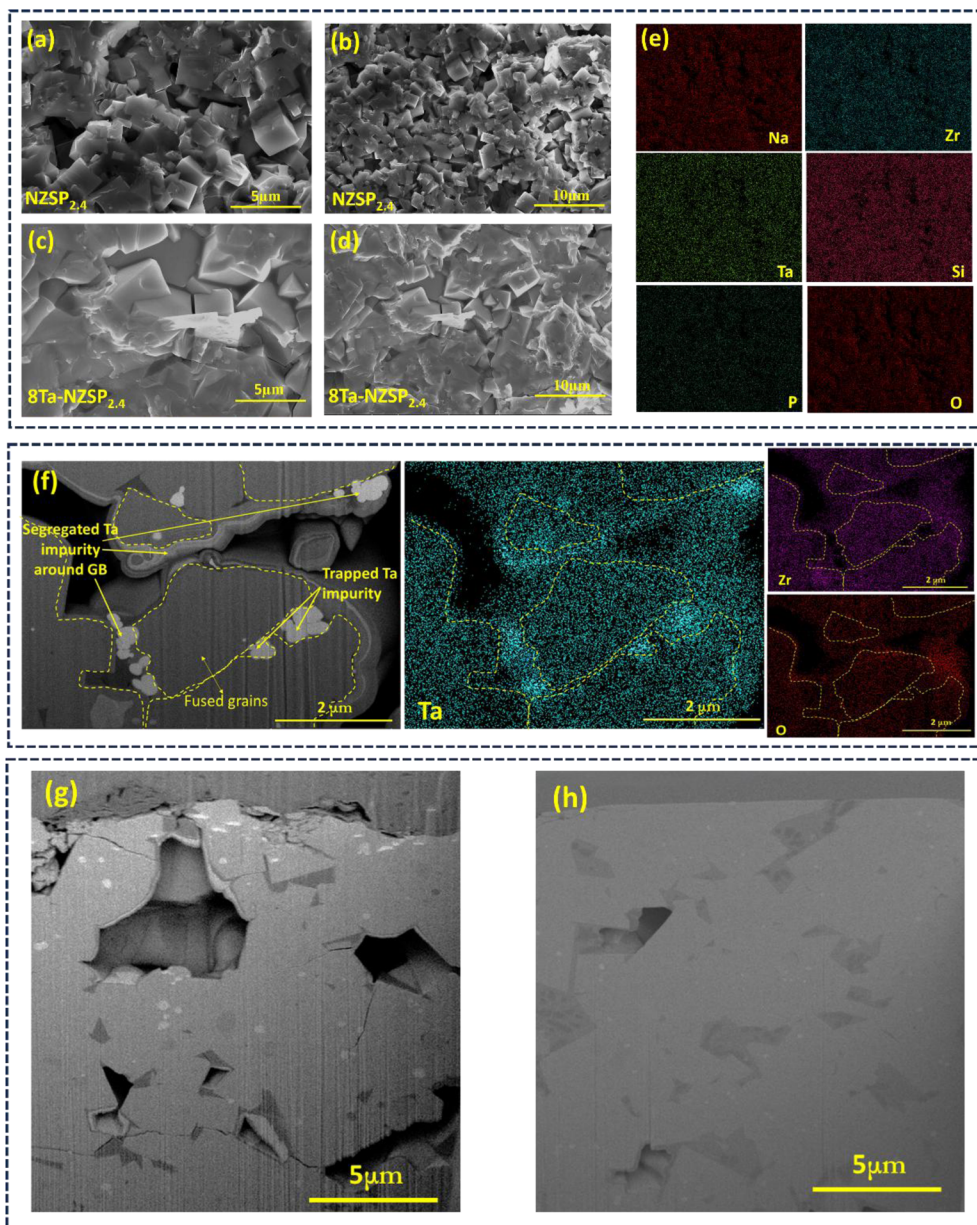 (a)
NZSP2.4
5μm
(b)
NZSP2.4
10μm
(c)
8Ta-NZSP2.4
5μm
(d)
8Ta-NZSP2.4
10μm
(e)
Na
Zr
Ta
Si
P
O
(f)
Segregated Ta
impurity
around GB
Trapped Ta
impurity
Fused grains
2 μm
Ta
2 μm
Zr
2 μm
O
2 μm
(g)
5μm
(h)
5μm